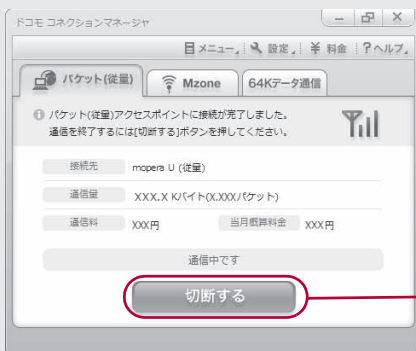 ドコモ コネクションマネージャ
メニュー 設定 ¥ 料金 ?ヘルプ
パケット(従量) Mzone 64Kデータ通信
パケット(従量)アクセスポイントに接続が完了しました。
通信を終了するには[切断する]ボタンを押してください。
接続先 mopera U (従量)
通信量 XXX.X Kバイト(X.XXXパケット)
通信料 XXX円 当月概算料金 XXX円
通信中です
切断する